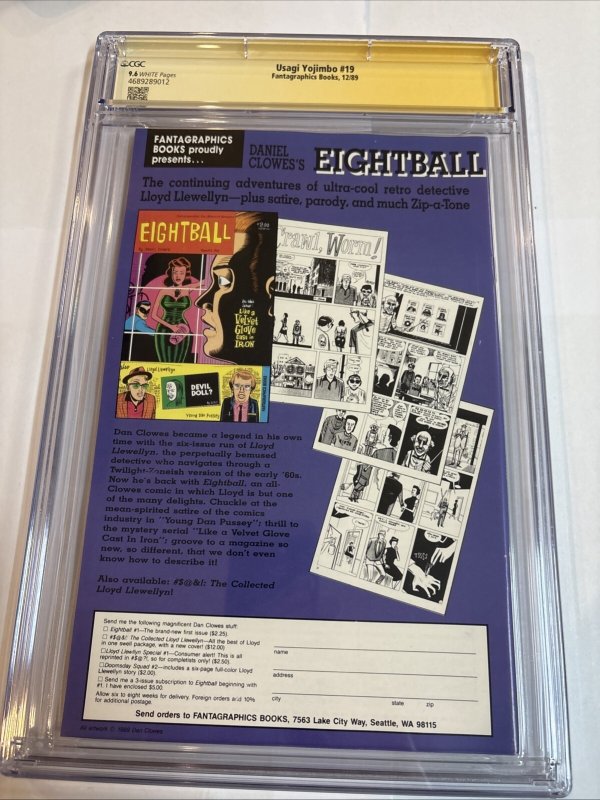 CGC
9.6 WHITE Pages
4689289012
Usagi Yojimbo #19
Fantagraphics Books, 12/89
FANTAGRAPHICS
BOOKS proudly
presents...
DANIEL
CLOWES'S
EIGHTBALL
The continuing adventures of ultra-cool retro detective
Lloyd Llewellyn—plus satire, parody, and much Zip-a-Tone
EIGHTBALL
In this
issue
Like a
Velvet
Glove
Cast in
IRON
Lloyd Llewellyn
DEVIL
DOLL?
Young Dan Pussey
Crawl, Worm!
Dan Clowes became a legend in his own
time with the six-issue run of Lloyd
Llewellyn, the perpetually bemused
detective who navigates through a
Twilight-Zoneish version of the early '60s.
Now he's back with Eightball, an all-
Clowes comic in which Lloyd is but one
of the many delights. Chuckle at the
mean-spirited satire of the comics
industry in "Young Dan Pussey"; thrill to
the mystery serial "Like a Velvet Glove
Cast In Iron"; groove to a magazine so
new, so different, that we don't even
know how to describe it!
Also available: #$@&!: The Collected
Lloyd Llewellyn!
Send me the following magnificent Dan Clowes stuff:
☐ Eightball #1—The brand-new first issue ($2.25).
☐ #$@&! The Collected Lloyd Llewellyn—All the best of Lloyd
in one swell package, with a new cover! ($12.00)
☐ Lloyd Llewellyn Special #1—Consumer alert! This is all
reprinted in #$@?!, so for completists only! ($2.50).
☐ Doomsday Squad #2—includes a six-page full-color Lloyd
Llewellyn story ($2.00).
☐ Send me a 3-issue subscription to Eightball beginning with
#1. I have enclosed $5.00.
Allow six to eight weeks for delivery. Foreign orders add 10%
for additional postage.
name
address
city state zip
Send orders to FANTAGRAPHICS BOOKS, 7563 Lake City Way, Seattle, WA 98115
All artwork © 1989 Dan Clowes